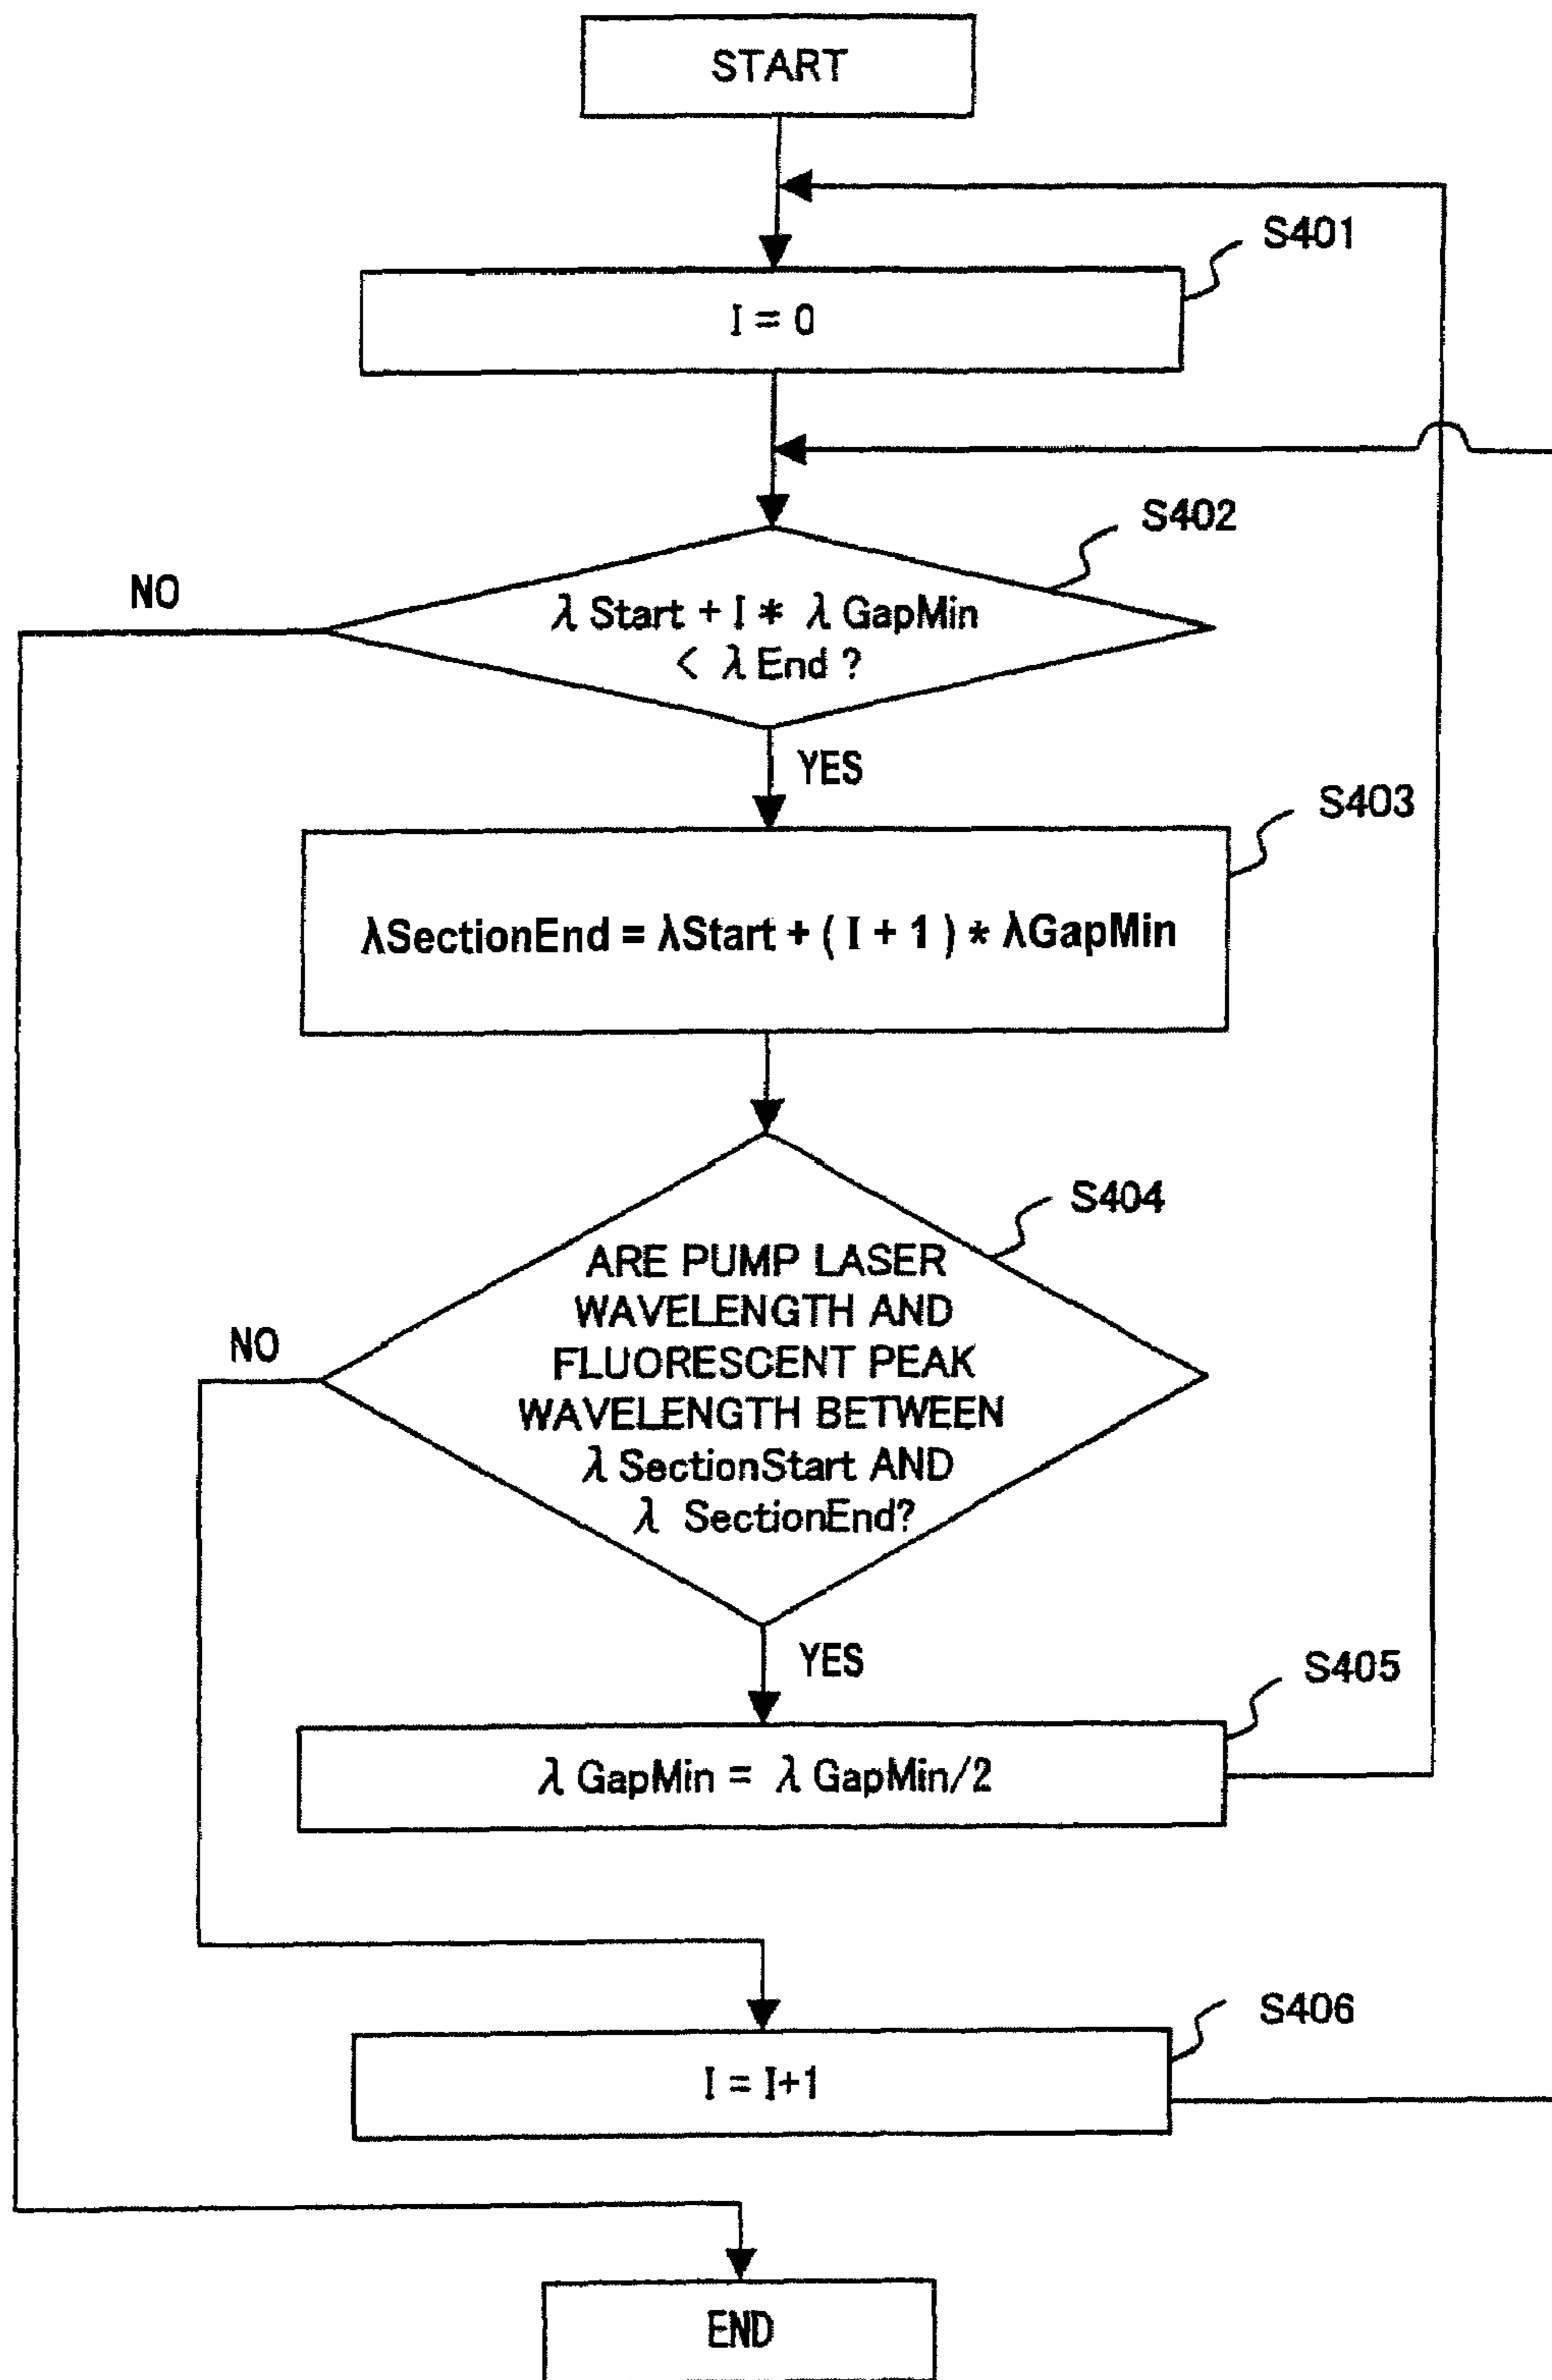 START
S401
I = 0
S402
NO
λ Start + I * λ GapMin
< λ End ?
YES
S403
λSectionEnd = λStart + ( I + 1 ) * λGapMin
S404
ARE PUMP LASER
WAVELENGTH AND
FLUORESCENT PEAK
WAVELENGTH BETWEEN
λ SectionStart AND
λ SectionEnd?
NO
YES
S405
λ GapMin = λ GapMin/2
S406
I = I+1
END